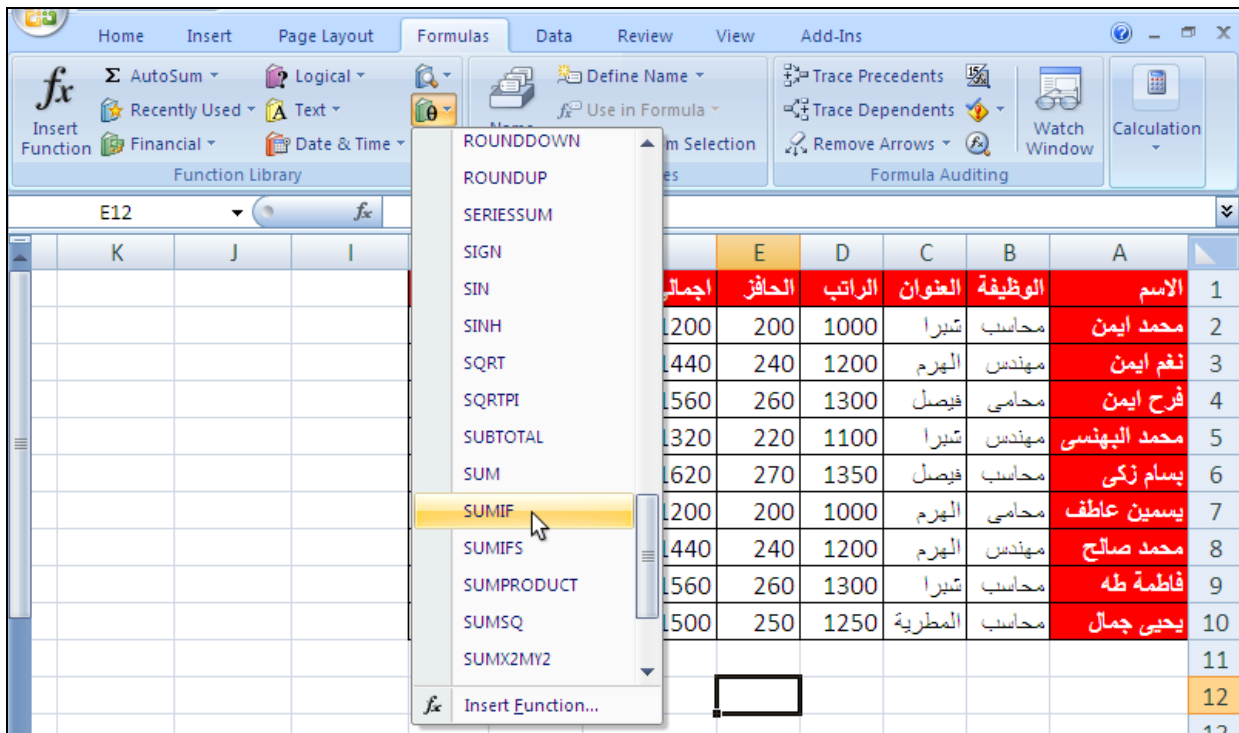 Home Insert Page Layout Formulas Data Review View Add-Ins
fx Insert Function
Σ AutoSum
Recently Used
Financial
Logical
Text
Date & Time
Function Library
Define Name
Use in Formula
m Selection
Trace Precedents
Trace Dependents
Remove Arrows
Watch Window
Formula Auditing
Calculation
E12 fx
ROUNDDOWN
ROUNDUP
SERIESSUM
SIGN
SIN
SINH
SQRT
SQRTPI
SUBTOTAL
SUM
SUMIF
SUMIFS
SUMPRODUCT
SUMSQ
SUMX2MY2
fx Insert Function...
K J I E D C B A
1 الاسم الوظيفة العنوان الراتب الحافز اجمالى
2 محمد ايمن محاسب شبرا 1000 200 1200
3 نغم ايمن مهندس الهرم 1200 240 1440
4 فرح ايمن محامى فيصل 1300 260 1560
5 محمد البهنسى مهندس شبرا 1100 220 1320
6 بسام زكى محاسب فيصل 1350 270 1620
7 يسمين عاطف محامى الهرم 1000 200 1200
8 محمد صالح مهندس الهرم 1200 240 1440
9 فاطمة طه محاسب شبرا 1300 260 1560
10 يحيى جمال محاسب المطرية 1250 250 1500
11
12